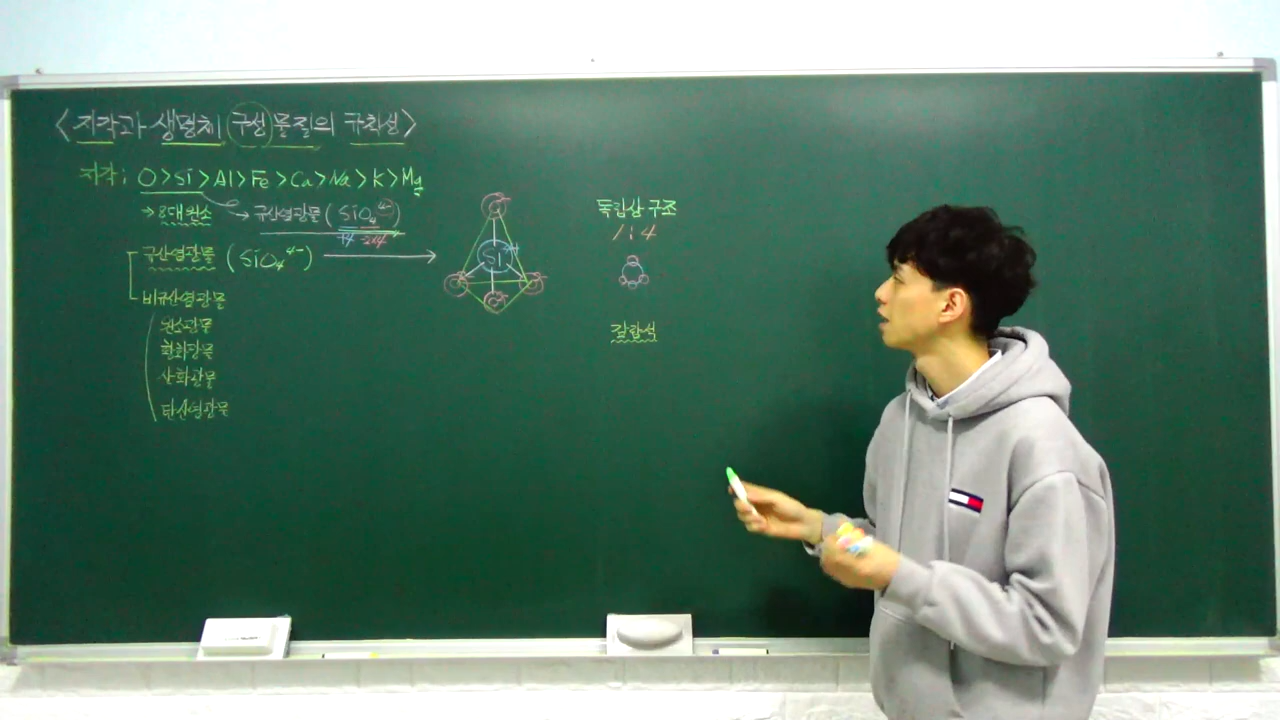 <지각과 생명체 구성 물질의 규칙성>
지각; O>Si>Al>Fe>Ca>Na>K>Mg
→ 8대원소
→ 규산염광물 (SiO₄⁴⁻)
+4 -2×4
규산염광물 (SiO₄⁴⁻)
비규산염광물
원소광물
황화광물
산화광물
탄산염광물
Si
독립상 구조
1:4
감람석